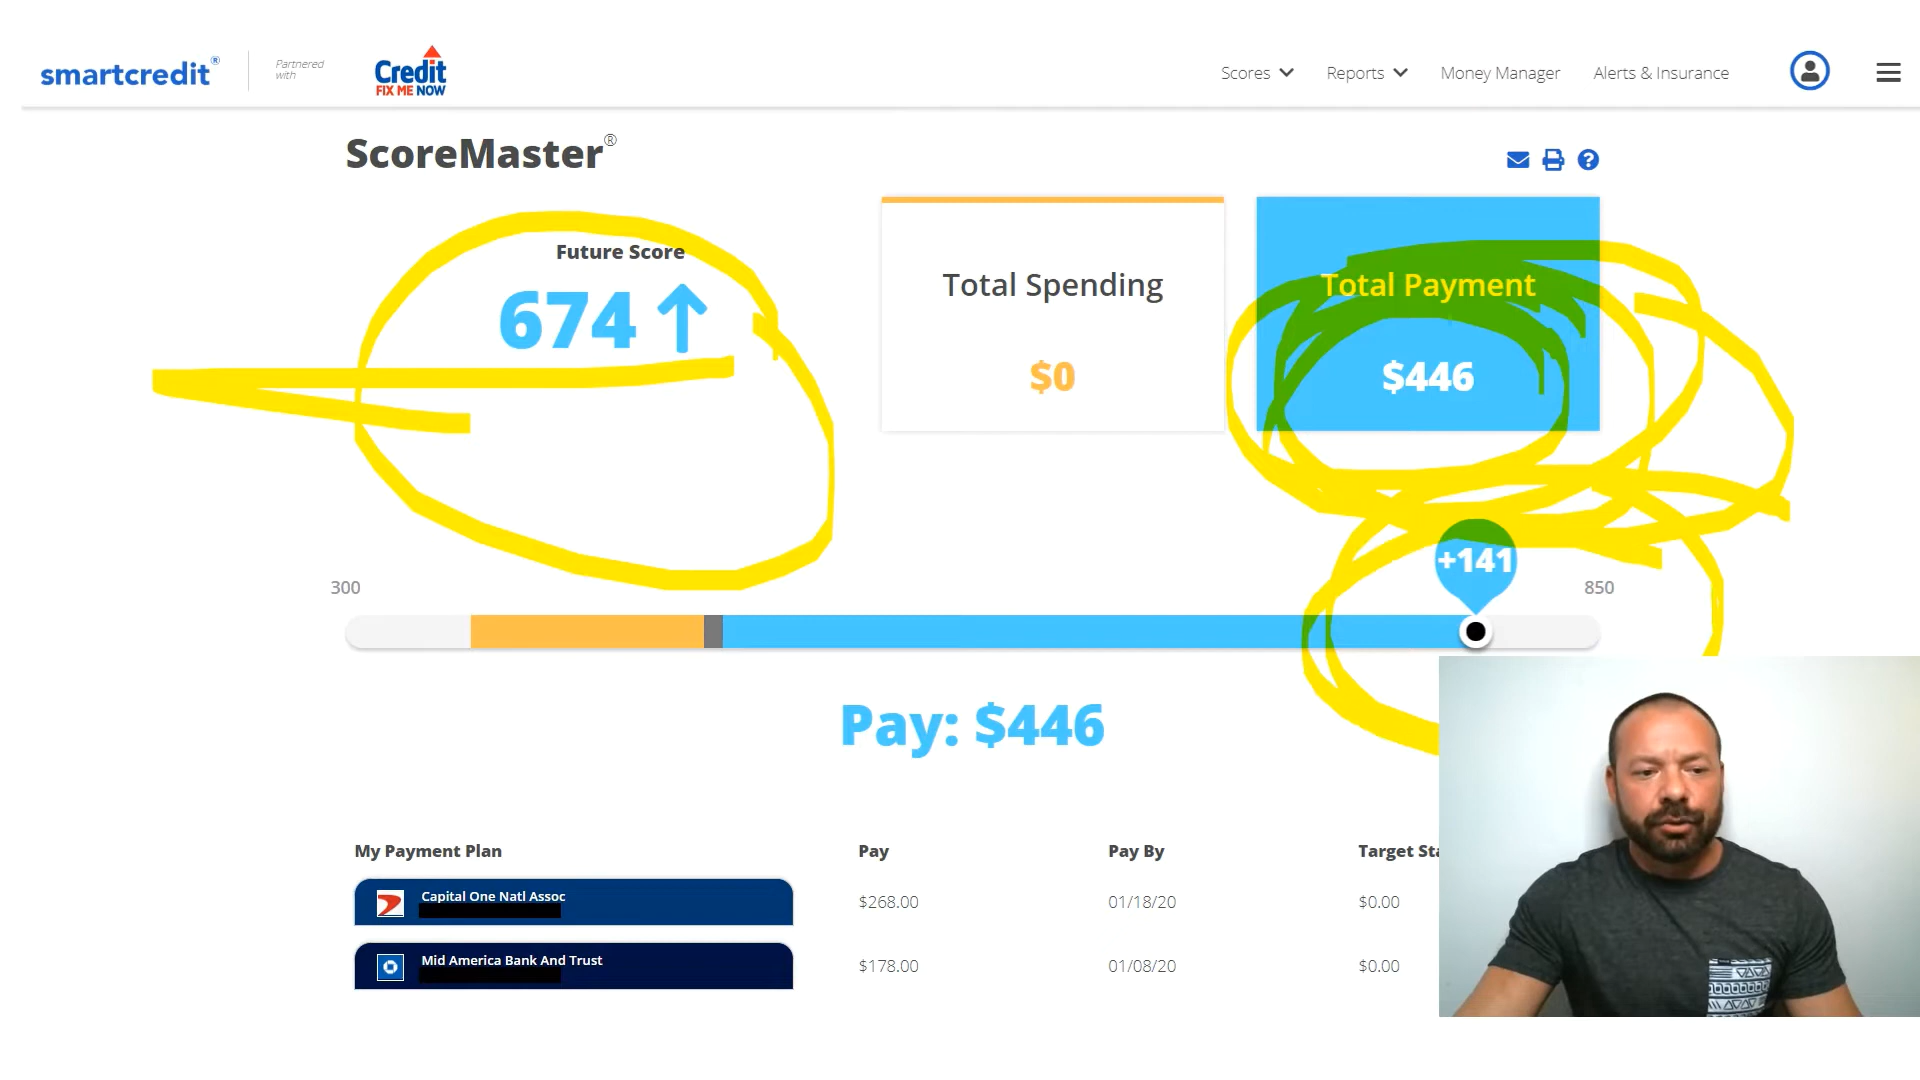 smartcredit®
Partnered with
Credit
FIX ME NOW
Scores
Reports
Money Manager
Alerts & Insurance
ScoreMaster®
Future Score
674
Total Spending
$0
Total Payment
$446
+141
300
850
Pay: $446
My Payment Plan
Pay
Pay By
Target Sta
Capital One Natl Assoc
$268.00
01/18/20
$0.00
Mid America Bank And Trust
$178.00
01/08/20
$0.00